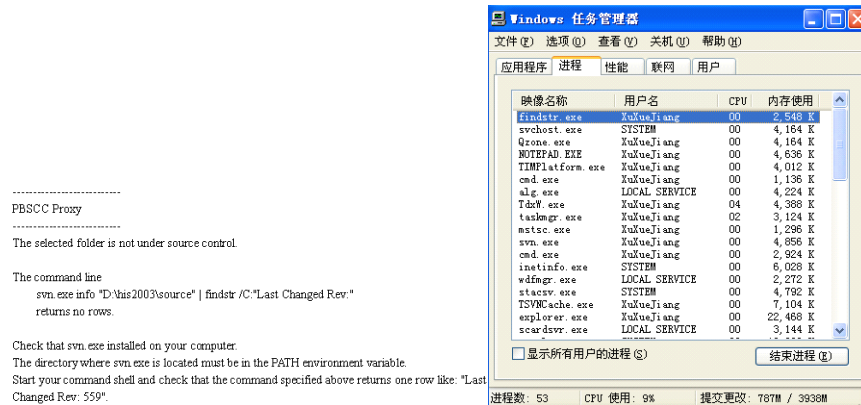 ---------------------------
PBSCC Proxy
---------------------------
The selected folder is not under source control.
The command line
svn.exe info "D:\his2003\source" | findstr /C:"Last Changed Rev:"
returns no rows.
Check that svn.exe installed on your computer.
The directory where svn.exe is located must be in the PATH environment variable.
Start your command shell and check that the command specified above returns one row like: "Last
Changed Rev: 559".
Windows 任务管理器
文件(F) 选项(O) 查看(V) 关机(U) 帮助(H)
应用程序 进程 性能 联网 用户
映像名称 用户名 CPU 内存使用
findstr.exe XuXueJiang 00 2,548 K
svchost.exe SYSTEM 00 4,164 K
Qzone.exe XuXueJiang 00 4,164 K
NOTEPAD.EXE XuXueJiang 00 4,636 K
TIMPlatform.exe XuXueJiang 00 4,012 K
cmd.exe XuXueJiang 00 1,136 K
alg.exe LOCAL SERVICE 00 4,224 K
TdxW.exe XuXueJiang 04 4,388 K
taskmgr.exe XuXueJiang 02 3,124 K
mstsc.exe XuXueJiang 00 1,296 K
svn.exe XuXueJiang 00 4,856 K
cmd.exe XuXueJiang 00 2,924 K
inetinfo.exe SYSTEM 00 6,028 K
wdfmgr.exe LOCAL SERVICE 00 2,272 K
stacsv.exe SYSTEM 00 4,792 K
TSVNCache.exe XuXueJiang 00 7,104 K
explorer.exe XuXueJiang 00 22,468 K
scardsvr.exe LOCAL SERVICE 00 3,144 K
显示所有用户的进程(S) 结束进程(E)
进程数: 53 CPU 使用: 9% 提交更改: 787M / 3938M